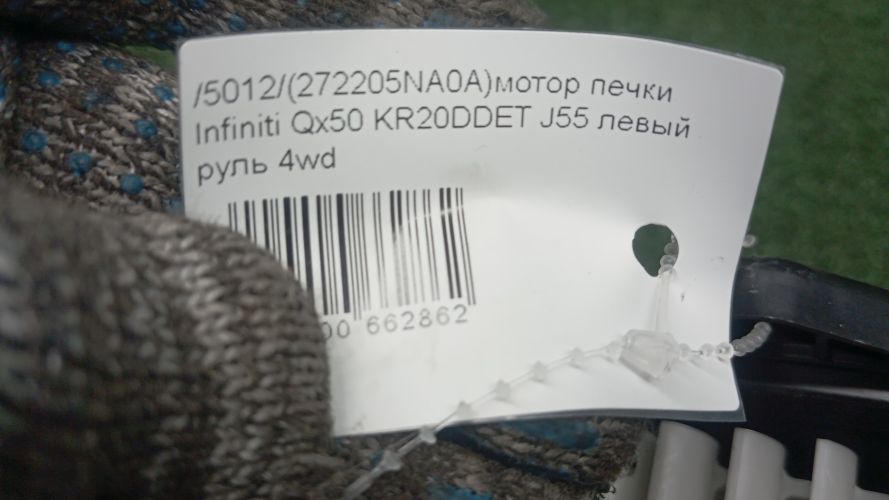 /5012/(272205NA0A)мотор печки
Infiniti Qx50 KR20DDET J55 левый
руль 4wd
00 662862